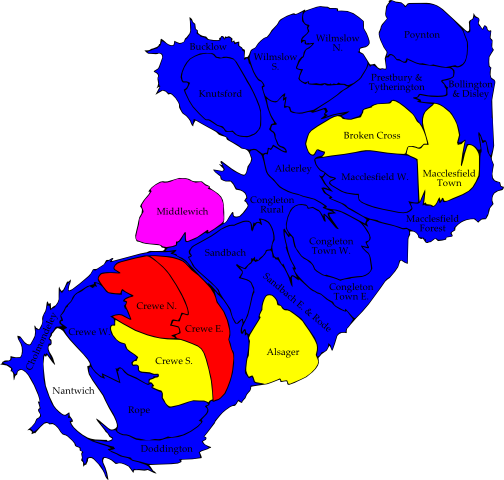 Bucklow
Wilmslow
N.
Wilmslow
S.
Poynton
Knutsford
Prestbury &
Tytherington
Bollington
& Disley
Broken Cross
Macclesfield
Town
Alderley
Macclesfield W.
Congleton
Rural
Middlewich
Macclesfield
Forest
Sandbach
Congleton
Town W.
Congleton
Town E.
Sandbach E. & Rode
Crewe N.
Crewe E.
Crewe W.
Crewe S.
Alsager
Cholmondeley
Nantwich
Rope
Doddington